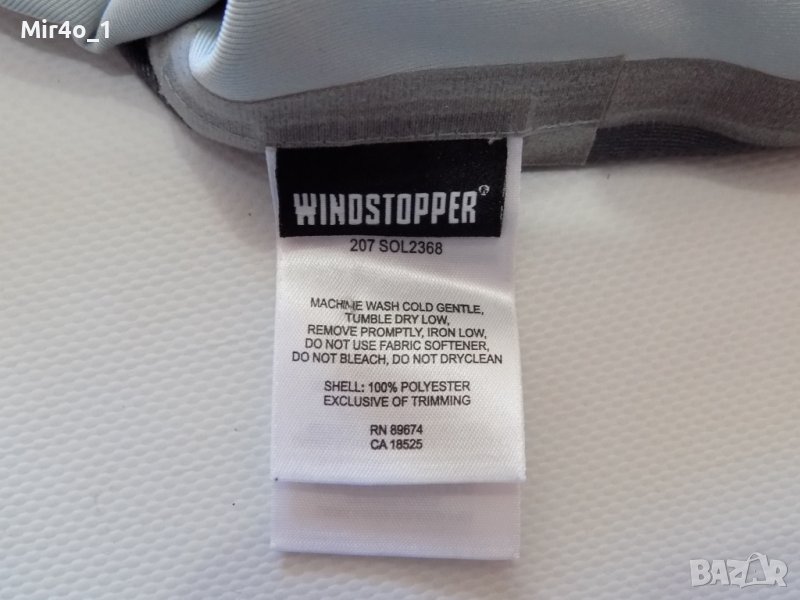 Mir4o_1
WINDSTOPPER®
207 SOL2368
MACHINE WASH COLD GENTLE,
TUMBLE DRY LOW,
REMOVE PROMPTLY, IRON LOW,
DO NOT USE FABRIC SOFTENER,
DO NOT BLEACH, DO NOT DRYCLEAN
SHELL: 100% POLYESTER
EXCLUSIVE OF TRIMMING
RN 89674
CA 18525
BAZAR